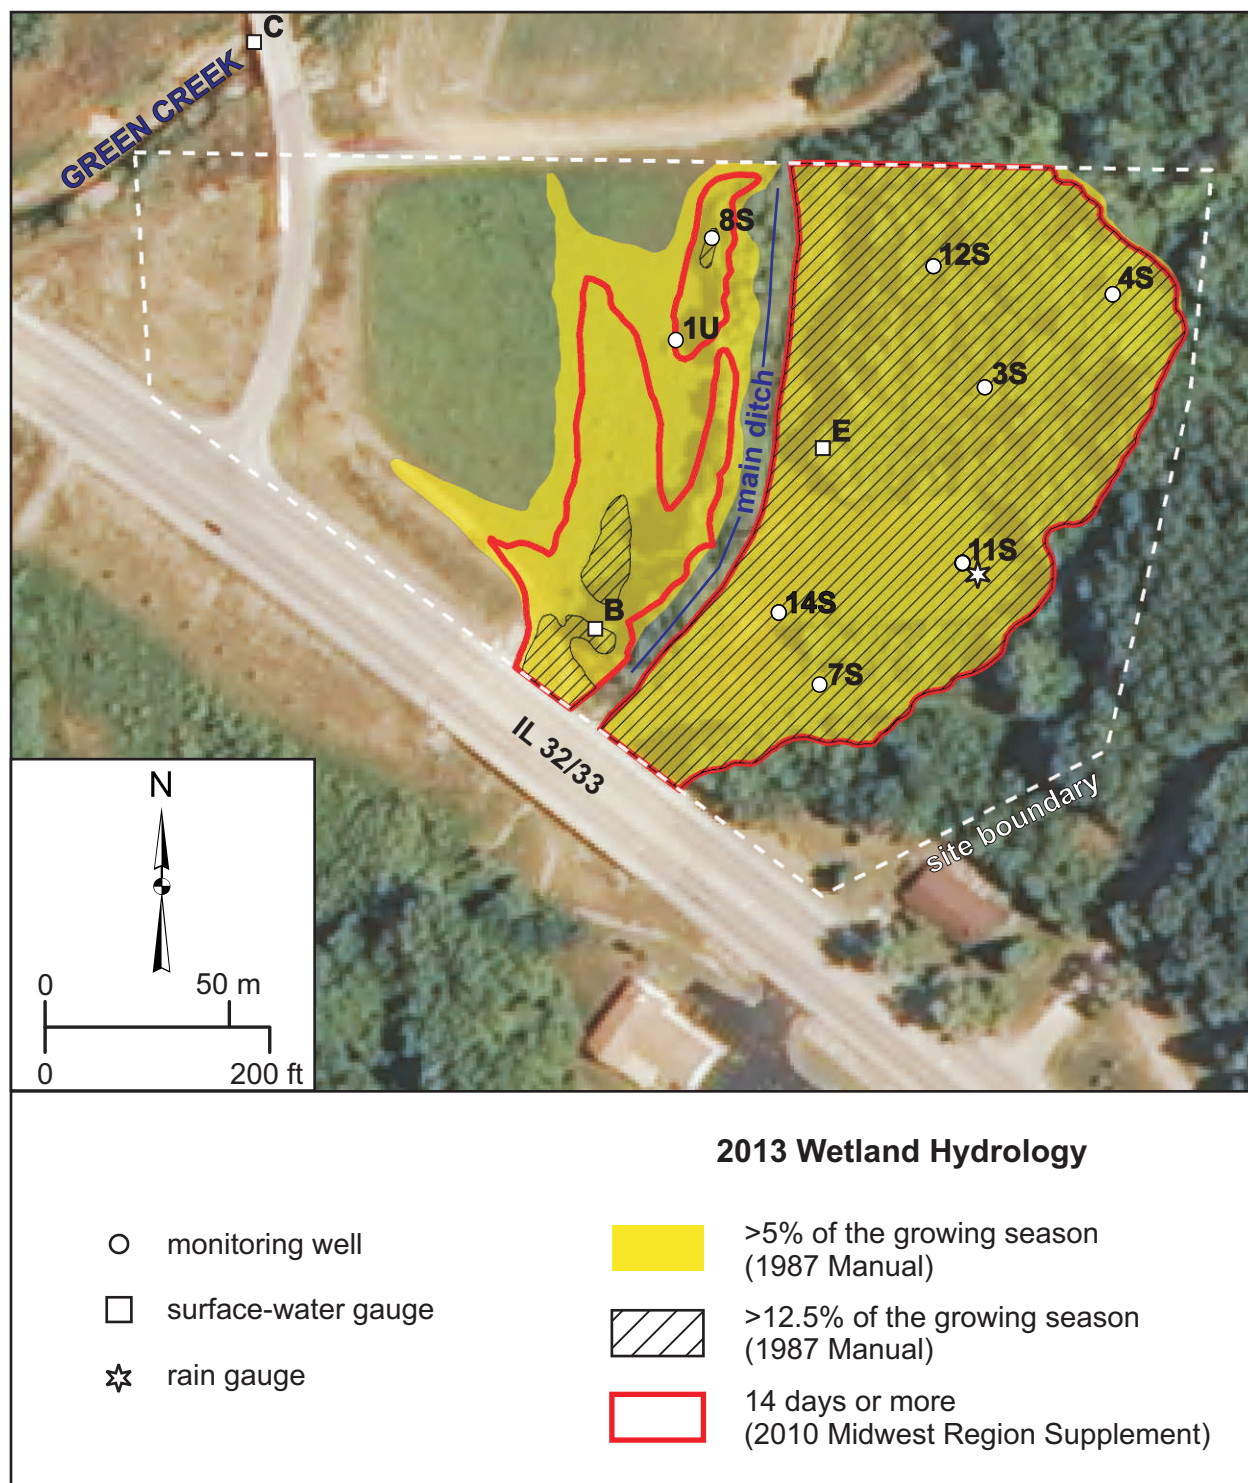 C
GREEN CREEK
8S
12S
4S
1U
3S
main ditch
E
11S
14S
B
7S
IL 32/33
site boundary
N
0 50 m
0 200 ft
2013 Wetland Hydrology
monitoring well
surface-water gauge
rain gauge
>5% of the growing season
(1987 Manual)
>12.5% of the growing season
(1987 Manual)
14 days or more
(2010 Midwest Region Supplement)